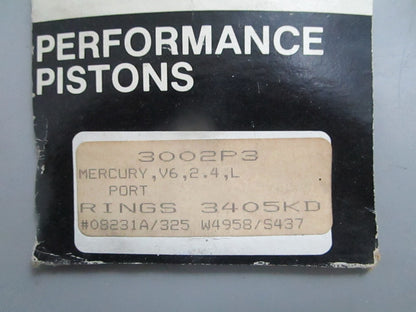 PERFORMANCE
PISTONS
3002P3
MERCURY,V6,2.4,L
PORT
RINGS 3405KD
#08231A/325 W4958/S437